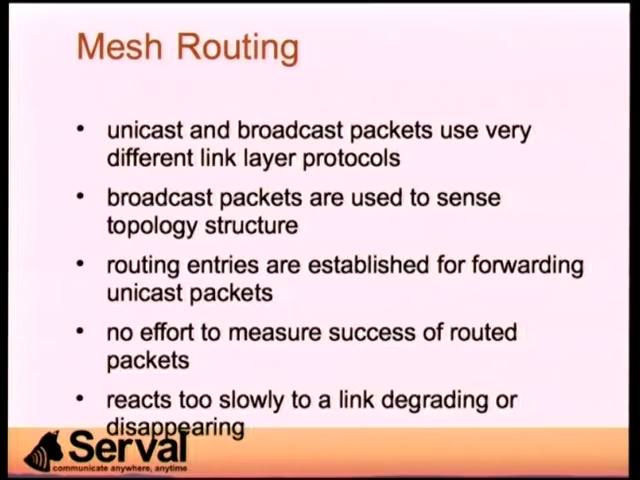 Mesh Routing
• unicast and broadcast packets use very
different link layer protocols
• broadcast packets are used to sense
topology structure
• routing entries are established for forwarding
unicast packets
• no effort to measure success of routed
packets
• reacts too slowly to a link degrading or
disappearing
Serval
communicate anywhere, anytime